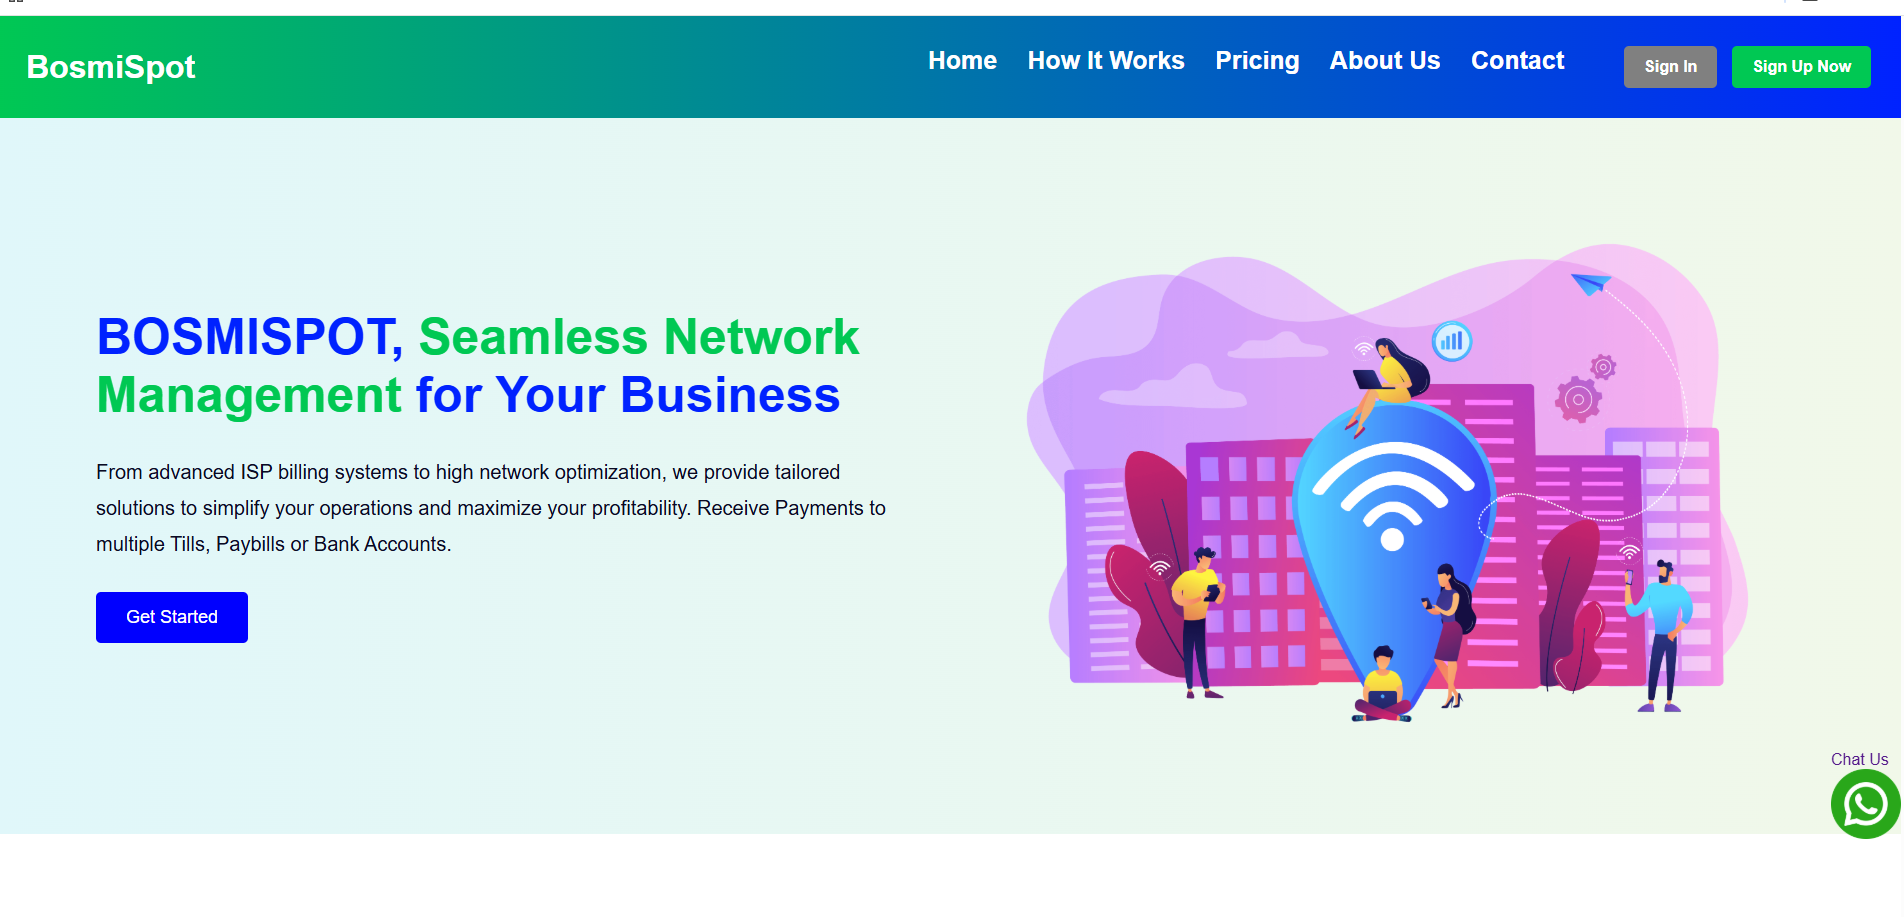 BosmiSpot
Home How It Works Pricing About Us Contact Sign In Sign Up Now
BOSMISPOT, Seamless Network
Management for Your Business
From advanced ISP billing systems to high network optimization, we provide tailored
solutions to simplify your operations and maximize your profitability. Receive Payments to
multiple Tills, Paybills or Bank Accounts.
Get Started
Chat Us